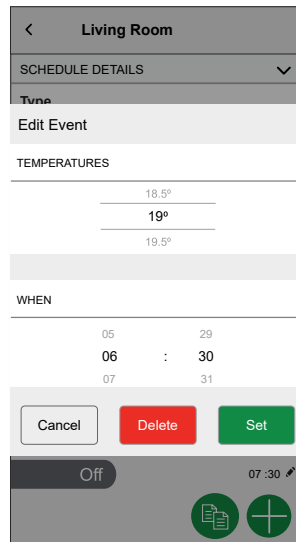 Living Room
SCHEDULE DETAILS
Type
Edit Event
TEMPERATURES
18.5º
19º
19.5º
WHEN
05 29
06 : 30
07 31
Cancel Delete Set
Off 07 :30